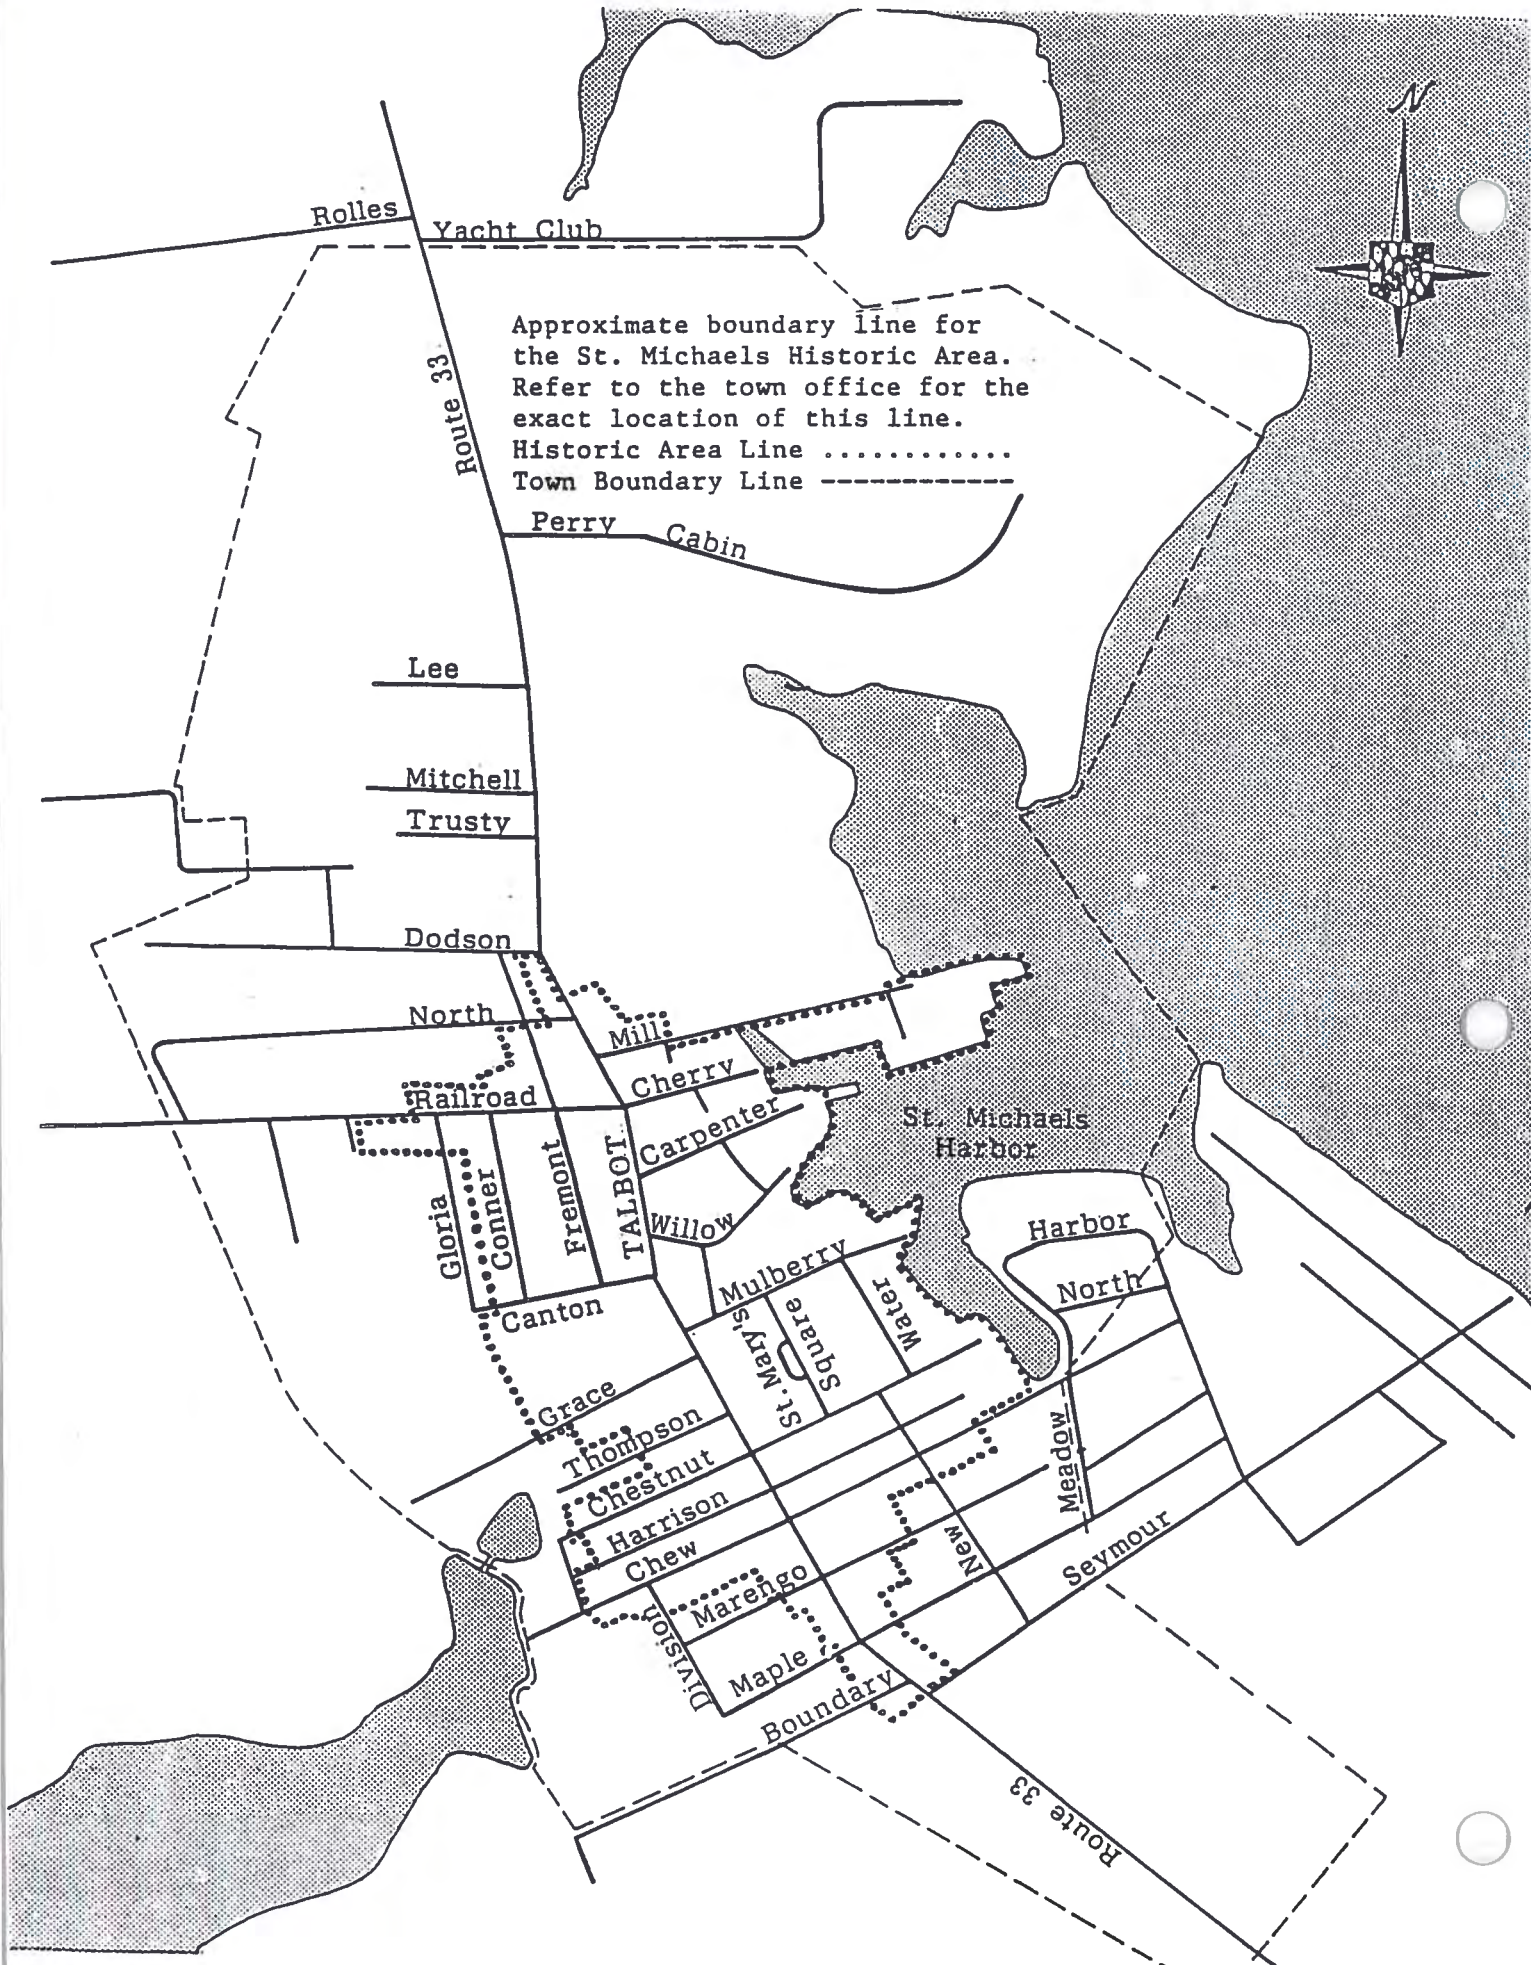 N
Rolles
Yacht Club
Approximate boundary line for
the St. Michaels Historic Area.
Refer to the town office for the
exact location of this line.
Historic Area Line ............
Town Boundary Line -------------
Route 33
Perry Cabin
Lee
Mitchell
Trusty
Dodson
North
Mill
Cherry
Railroad
Carpenter
St. Michaels
Harbor
Gloria
Conner
Fremont
TALBOT
Willow
Harbor
Mulberry
North
Canton
St. Mary's
Square
Water
Grace
Thompson
Chestnut
Harrison
Chew
Meadow
New
Seymour
Marengo
Division
Maple
Boundary
Route 33